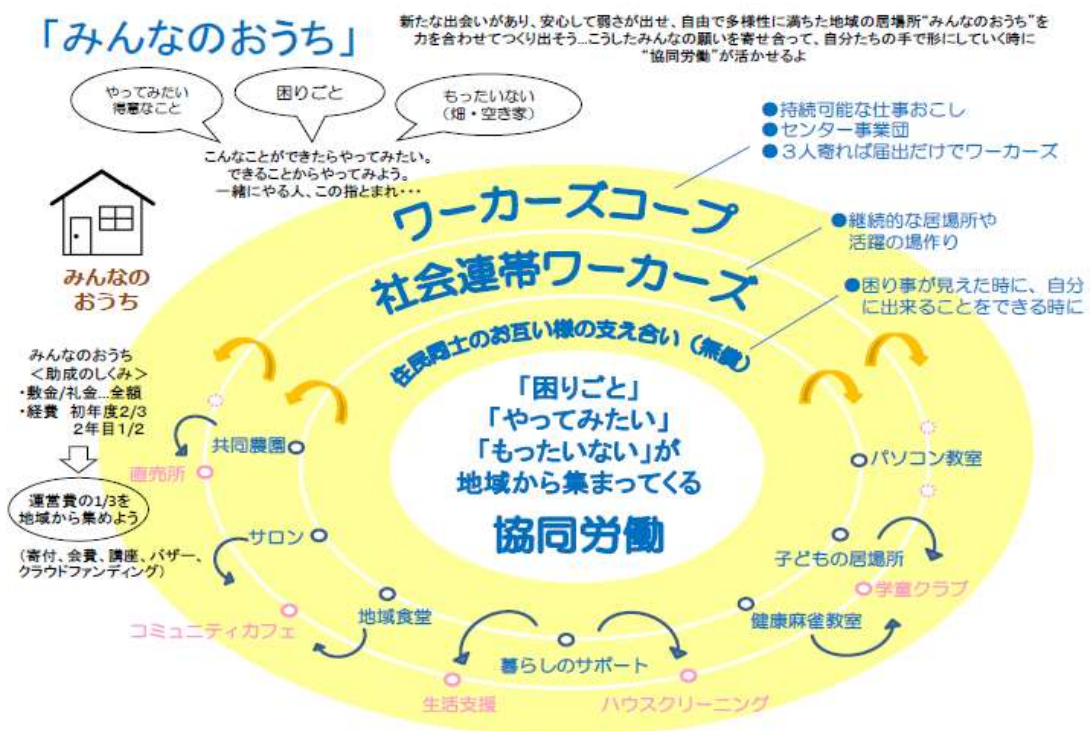 「みんなのおうち」
新たな出会いがあり、安心して弱さが出せ、自由で多様性に満ちた地域の居場所“みんなのおうち”を
力を合わせてつくり出そう…こうしたみんなの願いを寄せ合って、自分たちの手で形にしていく時に
“協同労働”が活かせるよ
やってみたい
得意なこと
困りごと
もったいない
（畑・空き家）
こんなことができたらやってみたい。
できることからやってみよう。
一緒にやる人、この指とまれ・・・
●持続可能な仕事おこし
●センター事業団
●３人寄れば届出だけでワーカーズ
ワーカーズコープ
●継続的な居場所や
活躍の場作り
社会連帯ワーカーズ
●困り事が見えた時に、自分
に出来ることをできる時に
住民同士のお互い様の支え合い（無償）
みんなの
おうち
みんなのおうち
＜助成のしくみ＞
・敷金/礼金…全額
・経費 初年度2/3
2年目1/2
運営費の1/3を
地域から集めよう
（寄付、会費、講座、バザー、
クラウドファンディング）
「困りごと」
「やってみたい」
「もったいない」が
地域から集まってくる
協同労働
共同農園
直売所
サロン
コミュニティカフェ
地域食堂
生活支援
暮らしのサポート
ハウスクリーニング
健康麻雀教室
学童クラブ
子どもの居場所
パソコン教室